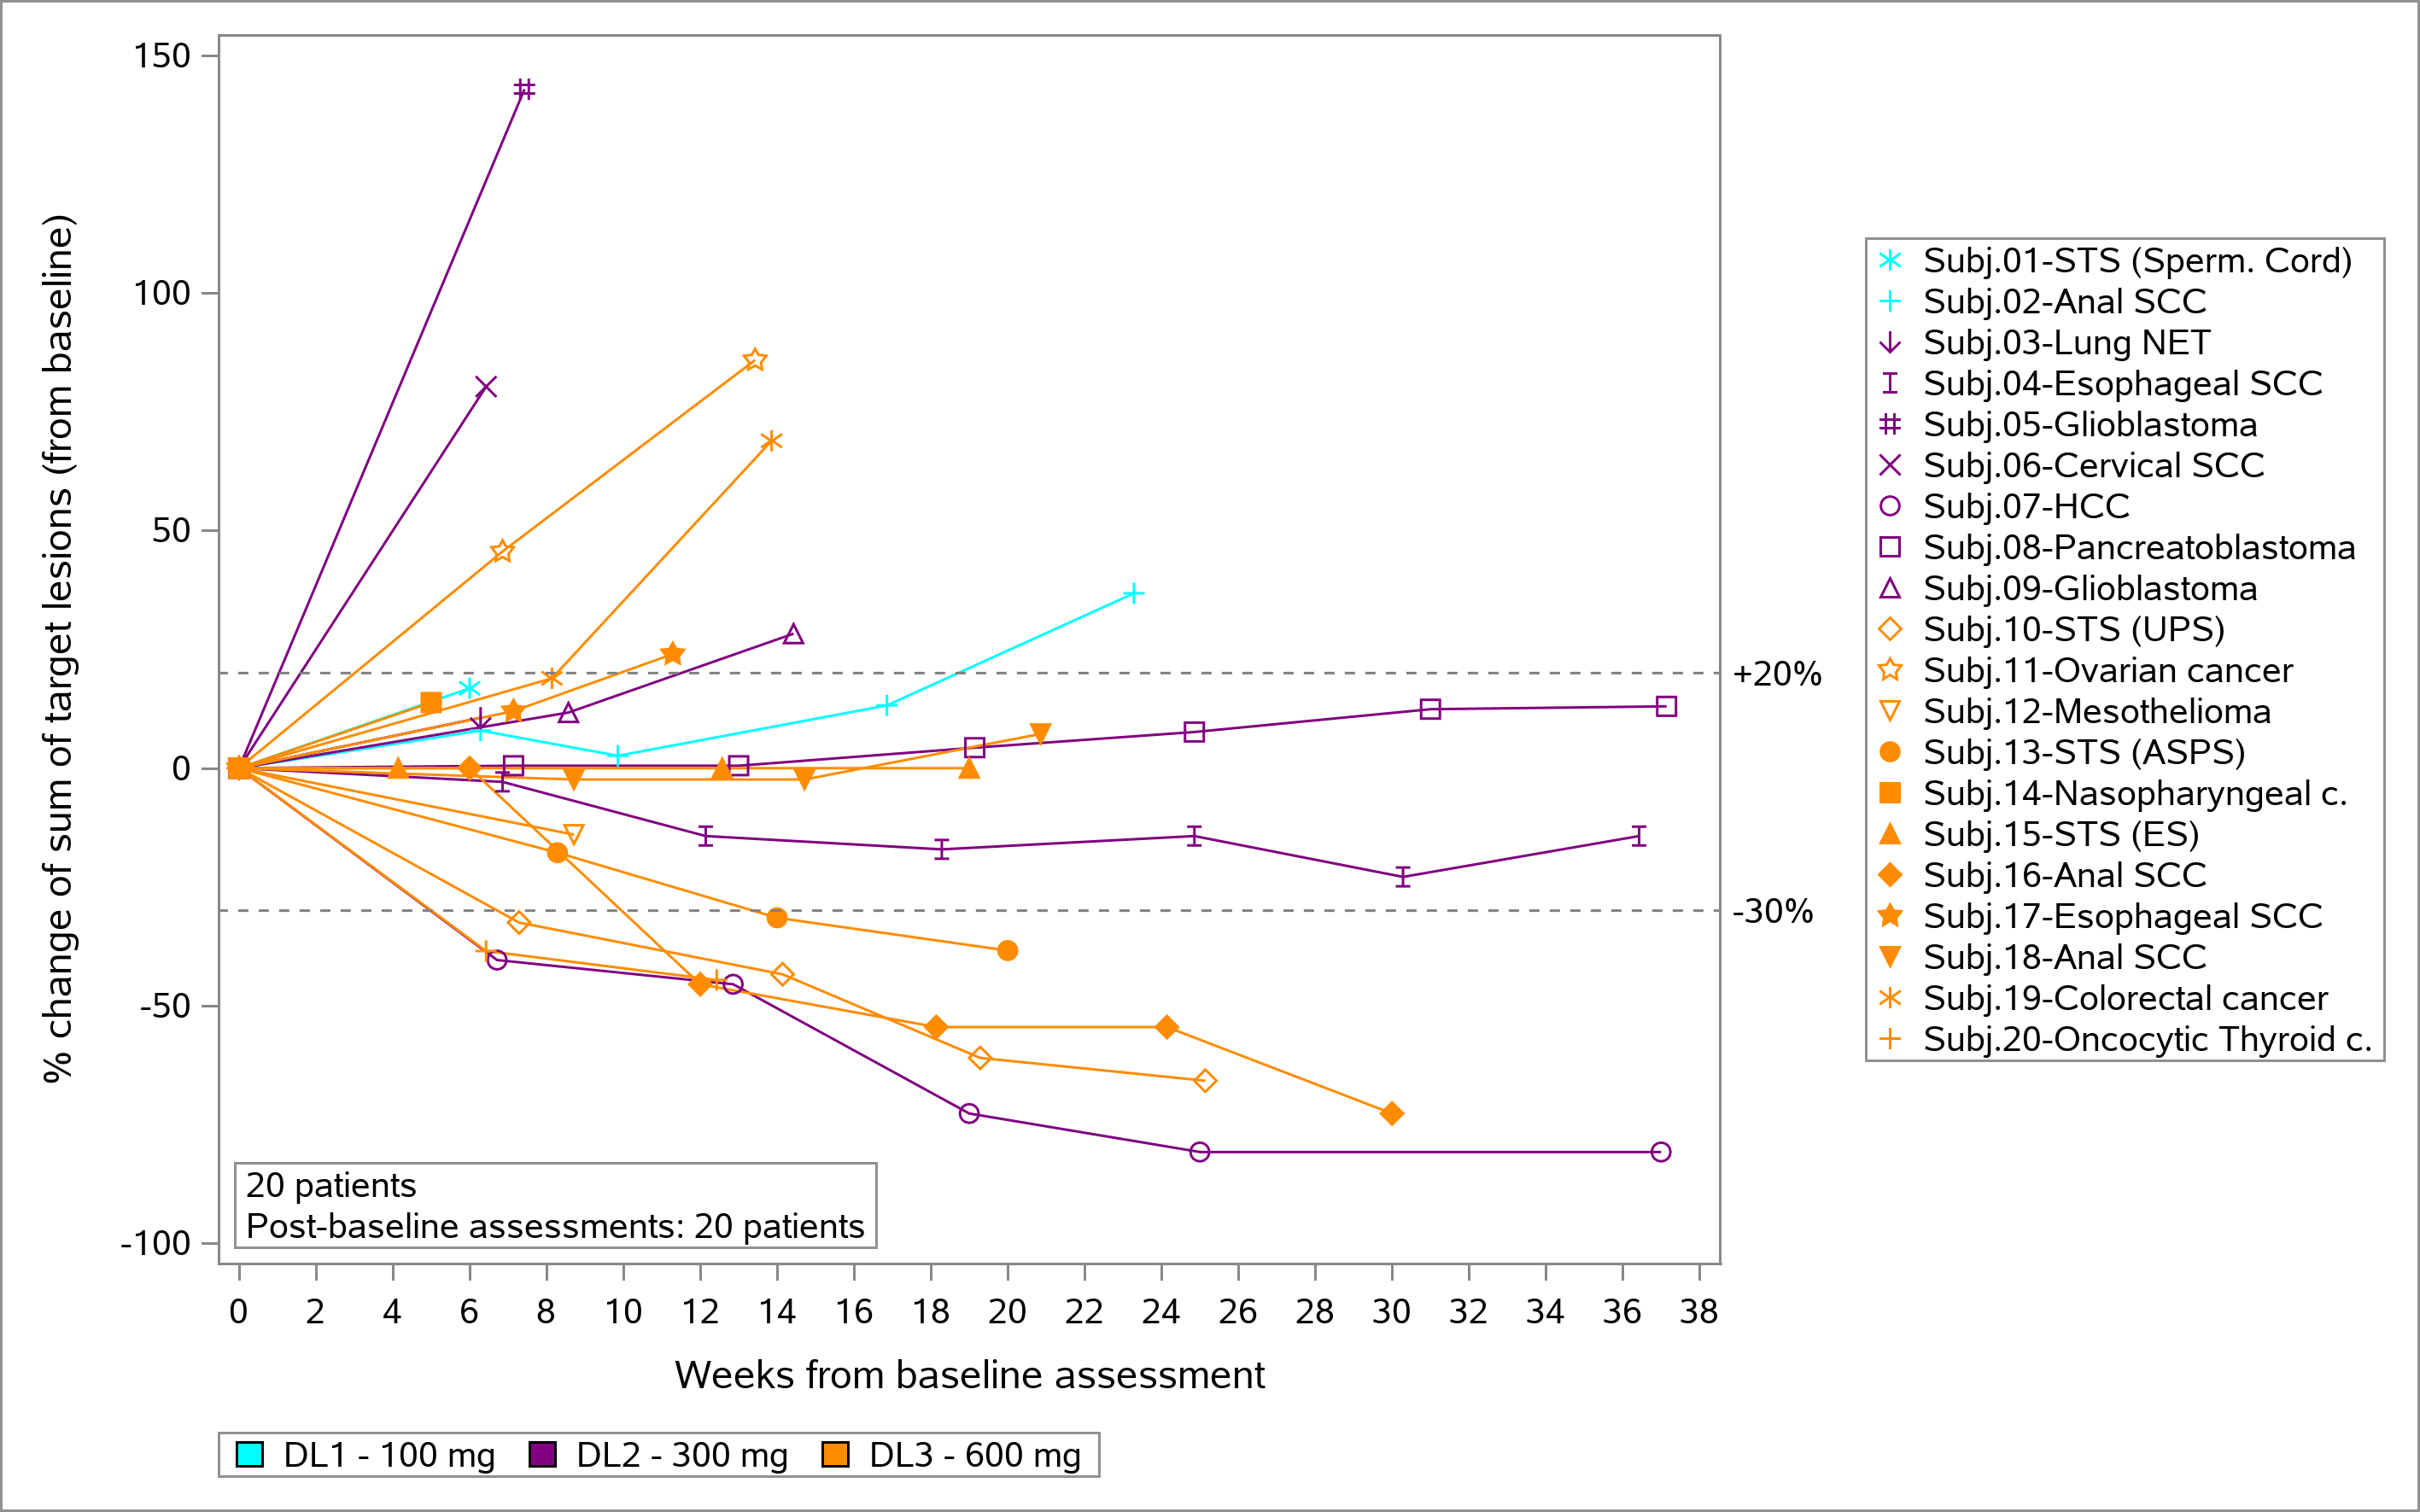 % change of sum of target lesions (from baseline)
150
100
50
0
-50
-100
+20%
-30%
20 patients
Post-baseline assessments: 20 patients
0 2 4 6 8 10 12 14 16 18 20 22 24 26 28 30 32 34 36 38
Weeks from baseline assessment
DL1 - 100 mg DL2 - 300 mg DL3 - 600 mg
Subj.01-STS (Sperm. Cord)
Subj.02-Anal SCC
Subj.03-Lung NET
Subj.04-Esophageal SCC
Subj.05-Glioblastoma
Subj.06-Cervical SCC
Subj.07-HCC
Subj.08-Pancreatoblastoma
Subj.09-Glioblastoma
Subj.10-STS (UPS)
Subj.11-Ovarian cancer
Subj.12-Mesothelioma
Subj.13-STS (ASPS)
Subj.14-Nasopharyngeal c.
Subj.15-STS (ES)
Subj.16-Anal SCC
Subj.17-Esophageal SCC
Subj.18-Anal SCC
Subj.19-Colorectal cancer
Subj.20-Oncocytic Thyroid c.